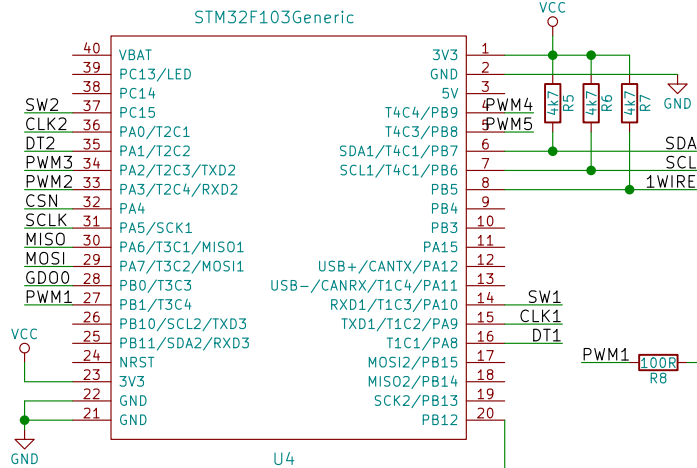 VCC
STM32F103Generic
40 VBAT 3V3 1
39 PC13/LED GND 2
38 PC14 5V 3
SW2 37 PC15 T4C4/PB9 4 PWM4
CLK2 36 PA0/T2C1 T4C3/PB8 5 PWM5
DT2 35 PA1/T2C2 SDA1/T4C1/PB7 6 SDA
PWM3 34 PA2/T2C3/TXD2 SCL1/T4C1/PB6 7 SCL
PWM2 33 PA3/T2C4/RXD2 PB5 8 1WIRE
CSN 32 PA4 PB4 9
SCLK 31 PA5/SCK1 PB3 10
MISO 30 PA6/T3C1/MISO1 PA15 11
MOSI 29 PA7/T3C2/MOSI1 USB+/CANTX/PA12 12
GDO0 28 PB0/T3C3 USB-/CANRX/T1C4/PA11 13
PWM1 27 PB1/T3C4 RXD1/T1C3/PA10 14 SW1
26 PB10/SCL2/TXD3 TXD1/T1C2/PA9 15 CLK1
25 PB11/SDA2/RXD3 T1C1/PA8 16 DT1
24 NRST MOSI2/PB15 17
23 3V3 MISO2/PB14 18
22 GND SCK2/PB13 19
21 GND PB12 20
U4
4k7 R5
4k7 R6
4k7 R7
GND
VCC
GND
PWM1 100R
R8